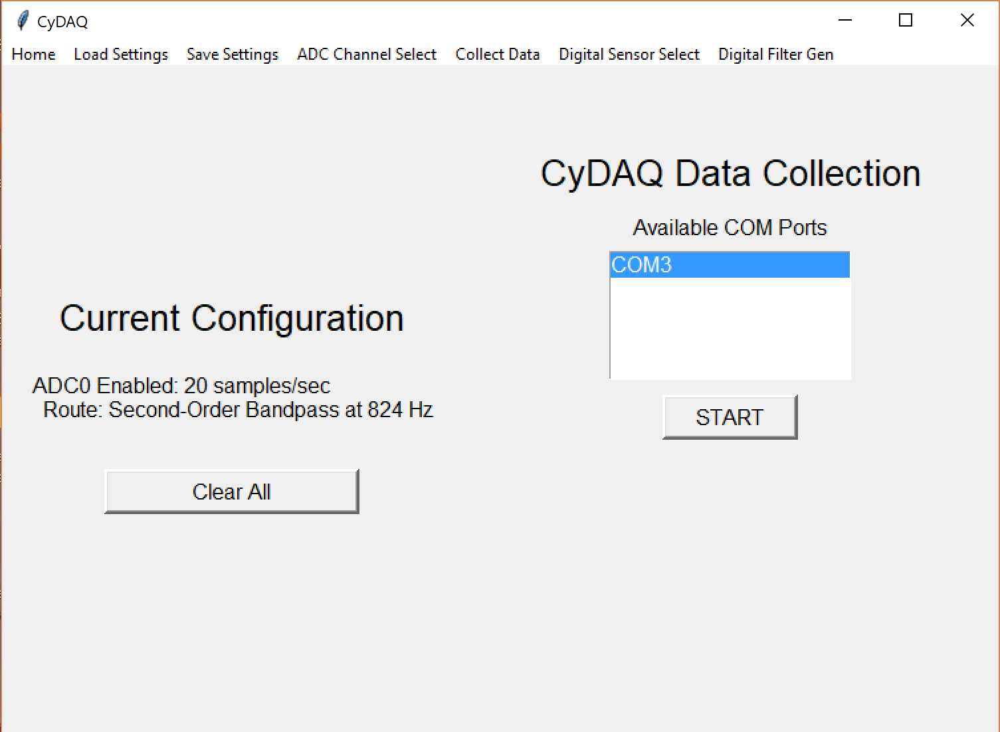 CyDAQ
Home Load Settings Save Settings ADC Channel Select Collect Data Digital Sensor Select Digital Filter Gen
CyDAQ Data Collection
Available COM Ports
COM3
START
Current Configuration
ADC0 Enabled: 20 samples/sec
Route: Second-Order Bandpass at 824 Hz
Clear All